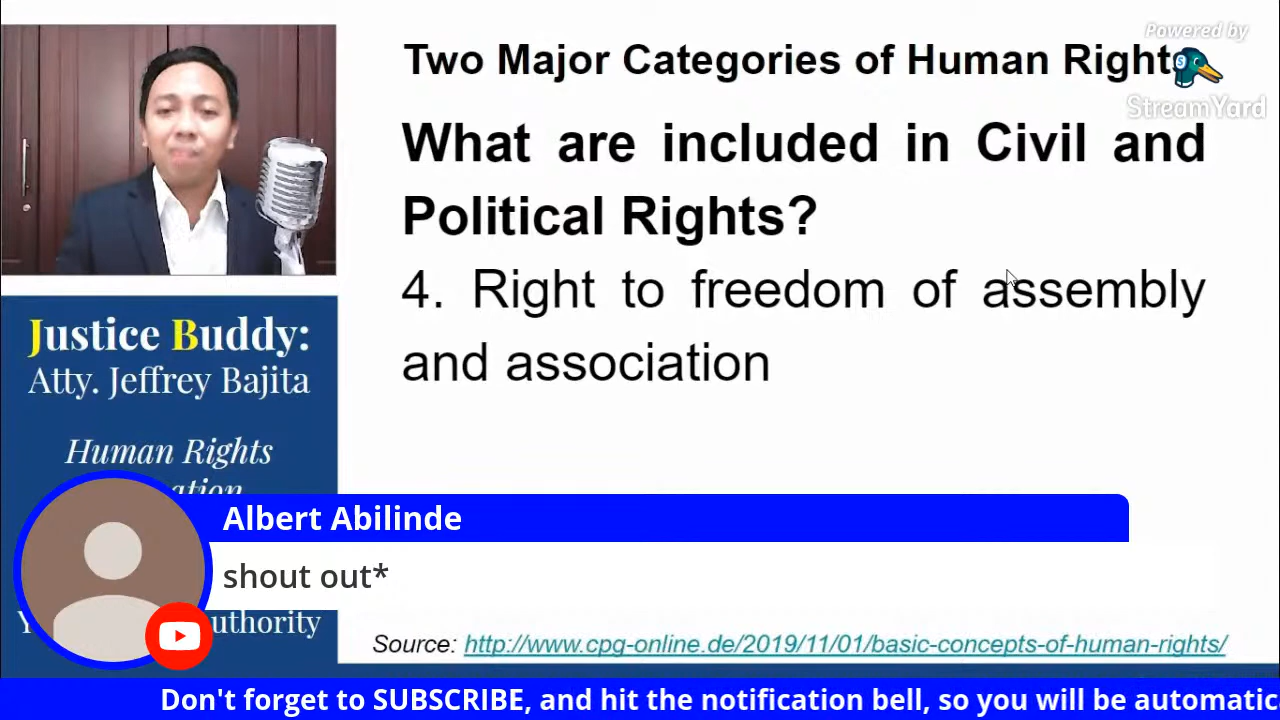 Powered by
StreamYard
Two Major Categories of Human Rights
What are included in Civil and
Political Rights?
4. Right to freedom of assembly
and association
Justice Buddy:
Atty. Jeffrey Bajita
Human Rights
Albert Abilinde
shout out*
Source: http://www.cpg-online.de/2019/11/01/basic-concepts-of-human-rights/
Don't forget to SUBSCRIBE, and hit the notification bell, so you will be automatic